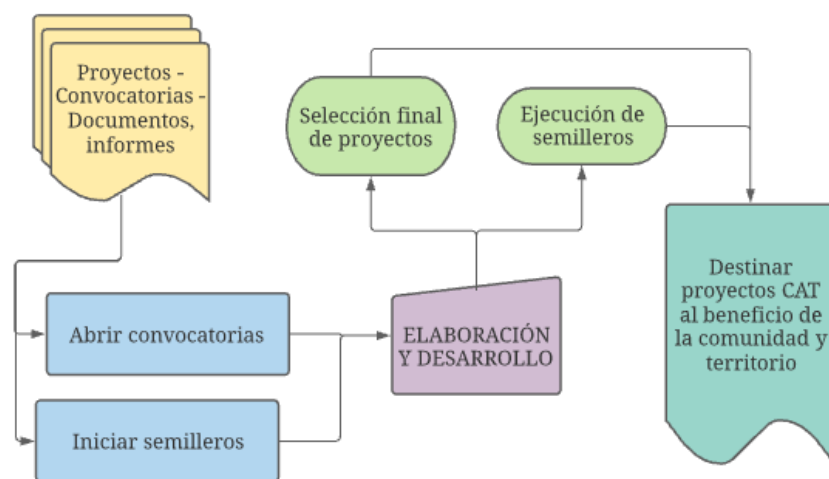 Proyectos -
Convocatorias -
Documentos,
informes
Selección final
de proyectos
Ejecución de
semilleros
Abrir convocatorias
Iniciar semilleros
ELABORACIÓN
Y DESARROLLO
Destinar
proyectos CAT
al beneficio de
la comunidad y
territorio